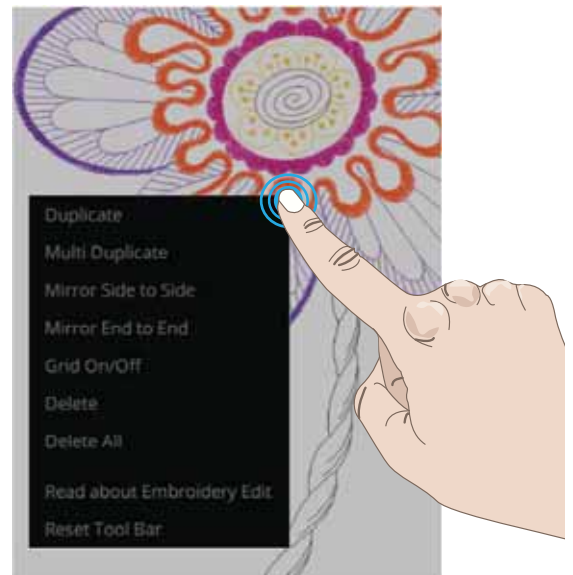 Duplicate
Multi Duplicate
Mirror Side to Side
Mirror End to End
Grid On/Off
Delete
Delete All
Read about Embroidery Edit
Reset Tool Bar